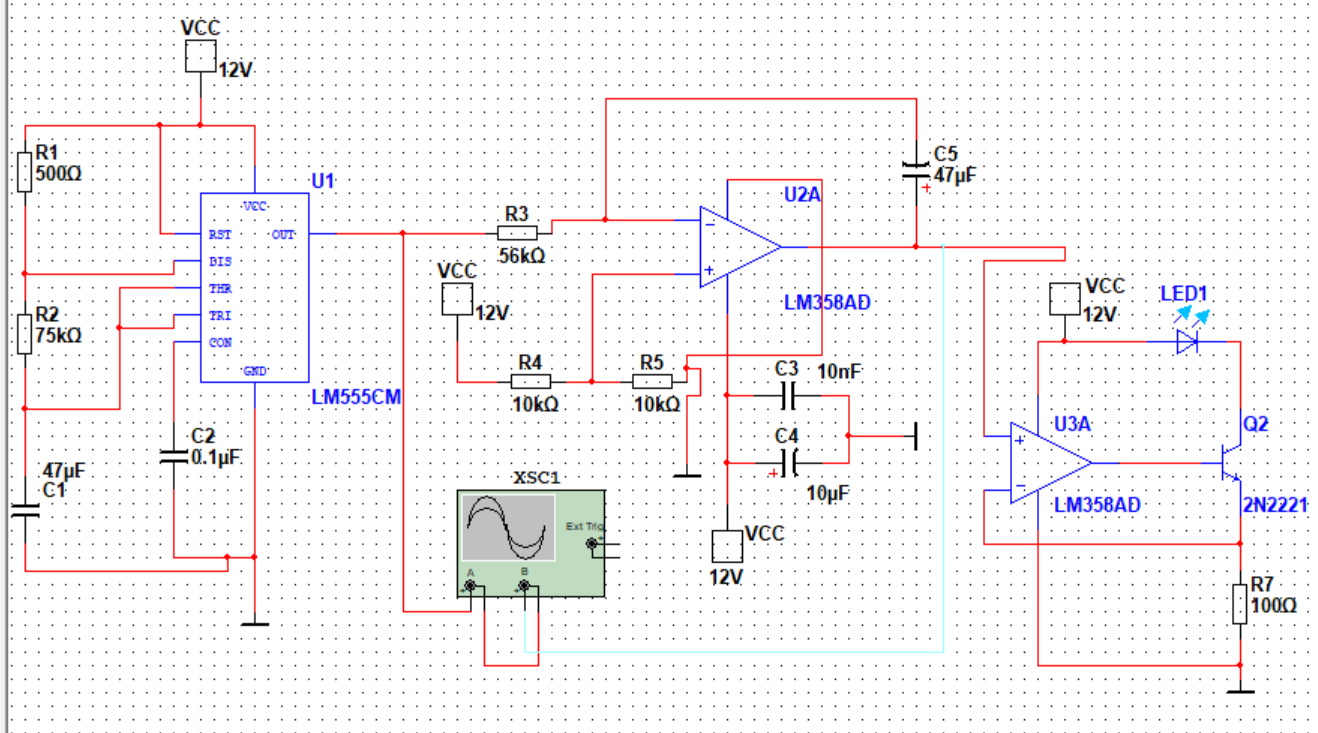 VCC
12V
R1
500Ω
U1
VCC
RST
OUT
DIS
THR
TRI
CON
GND
LM555CM
R2
75kΩ
C2
0.1µF
47µF
C1
R3
56kΩ
VCC
12V
R4
10kΩ
R5
10kΩ
C5
47µF
+
U2A
−
+
LM358AD
C3
10nF
C4
+
10µF
VCC
12V
XSC1
Ext Trig
+
A
B
+
+
VCC
12V
LED1
U3A
+
−
LM358AD
Q2
2N2221
R7
100Ω